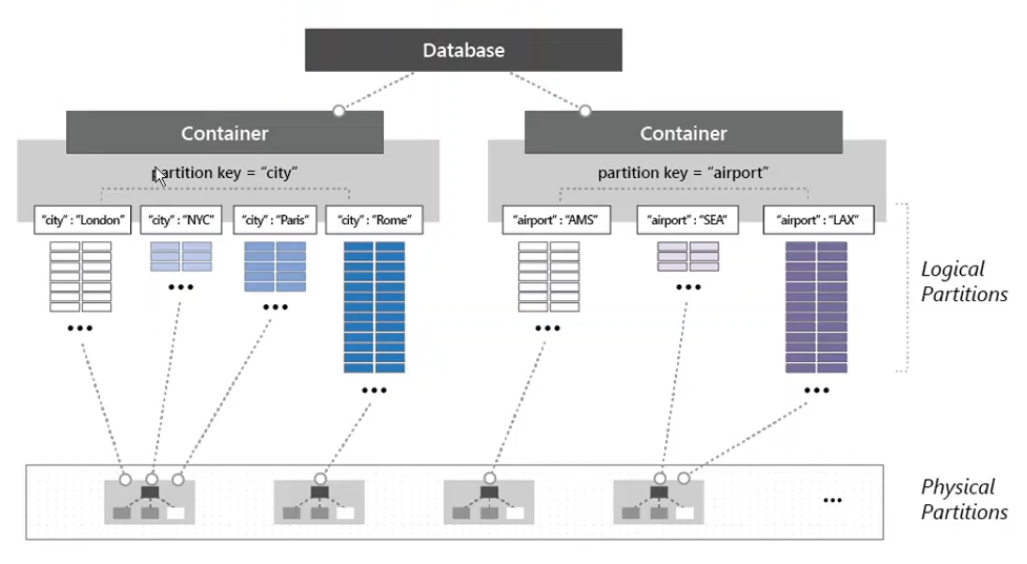 Database
Container
Container
partition key = "city"
partition key = "airport"
"city" : "London"
"city" : "NYC"
"city" : "Paris"
"city" : "Rome"
"airport" : "AMS"
"airport" : "SEA"
"airport" : "LAX"
Logical
Partitions
Physical
Partitions